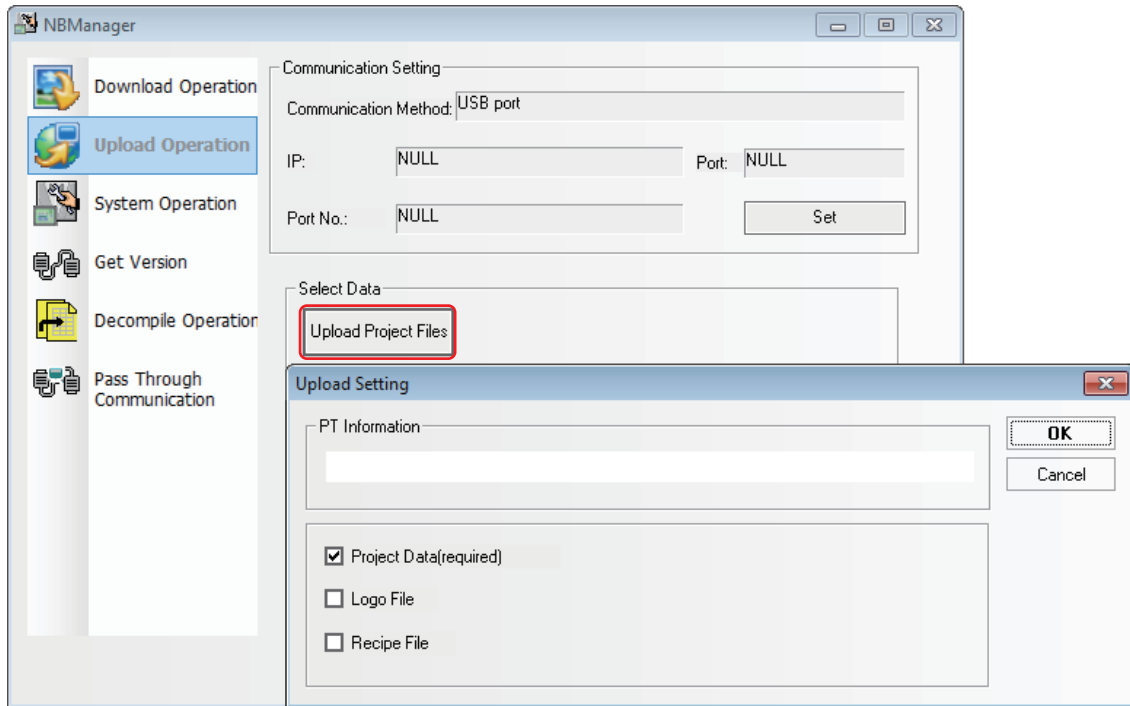 NBManager
Download Operation
Upload Operation
System Operation
Get Version
Decompile Operation
Pass Through
Communication
Communication Setting
Communication Method: USB port
IP: NULL Port: NULL
Port No.: NULL Set
Select Data
Upload Project Files
Upload Setting
PT Information
OK
Cancel
Project Data(required)
Logo File
Recipe File